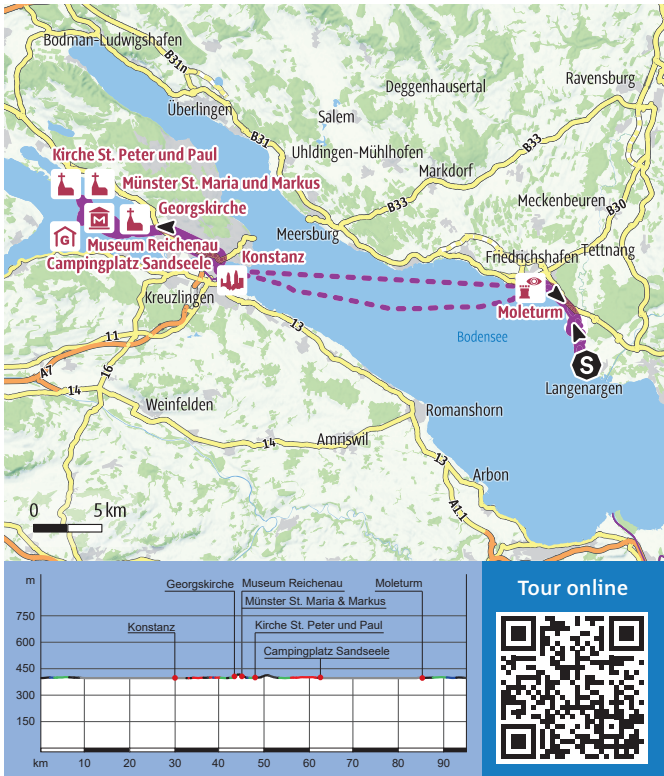 Bodman-Ludwigshafen
B31n
Deggenhausertal
Ravensburg
Überlingen
Salem
B31
Uhldingen-Mühlhofen
B33
Kirche St. Peter und Paul
Markdorf
Münster St. Maria und Markus
Meckenbeuren
B33
B30
Georgskirche
M
Meersburg
G
Museum Reichenau
Tettnang
Friedrichshafen
Campingplatz Sandseele
Konstanz
Kreuzlingen
Moleturm
13
Bodensee
11
S
A7
16
14
Langenargen
Weinfelden
Romanshorn
14
Amriswil
13
Arbon
A1.1
0 5 km
m
Georgskirche
Museum Reichenau
Moleturm
Münster St. Maria & Markus
Konstanz
Kirche St. Peter und Paul
Campingplatz Sandseele
750
600
450
300
150
km 10 20 30 40 50 60 70 80 90
Tour online